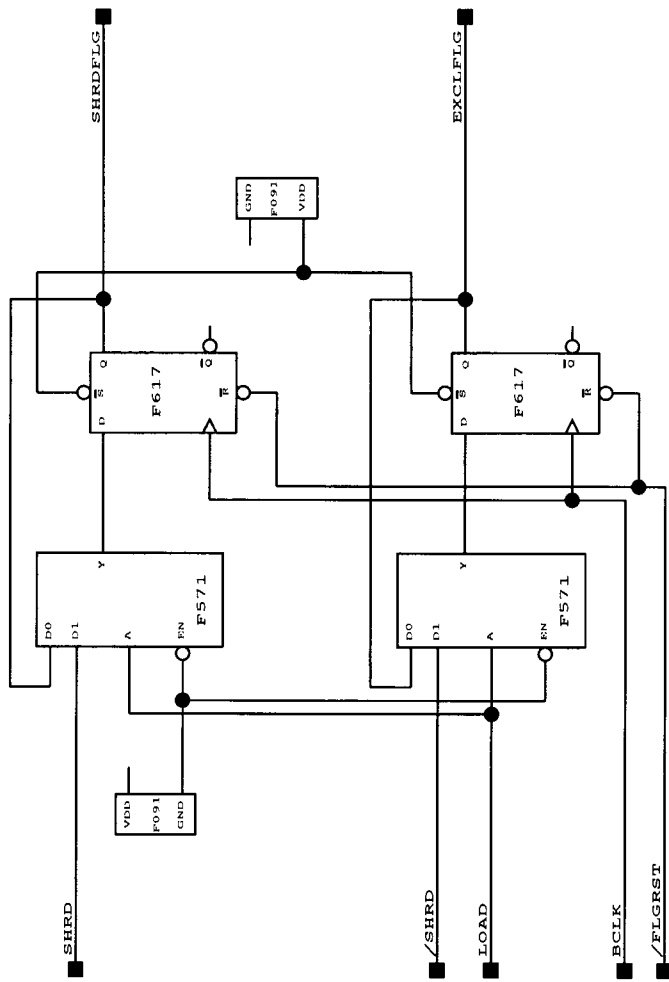 SHRDFLG
EXCLFLG
GND
F091
VDD
S
Q
D
F617
Q
R
S
Q
D
F617
Q
R
Y
D0
D1
A
EN
F571
Y
D0
D1
A
EN
F571
VDD
F091
GND
SHRD
/SHRD
LOAD
BCLK
/FLGRST